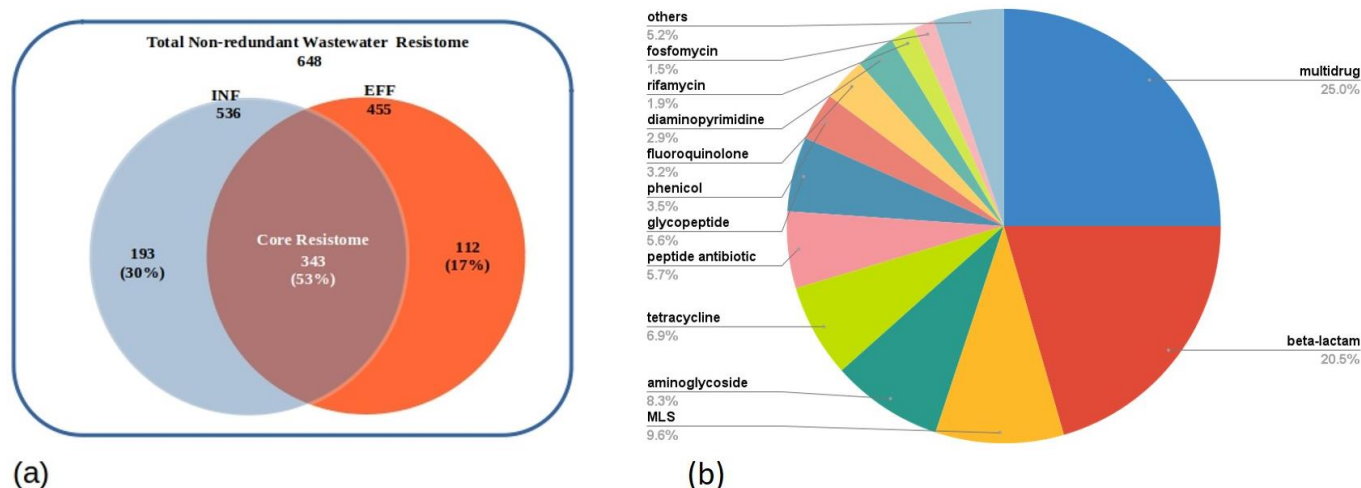 Total Non-redundant Wastewater Resistome
648
INF
536
EFF
455
193
(30%)
Core Resistome
343
(53%)
112
(17%)
(a)
others
5.2%
fosfomycin
1.5%
rifamycin
1.9%
diaminopyrimidine
2.9%
fluoroquinolone
3.2%
phenicol
3.5%
glycopeptide
5.6%
peptide antibiotic
5.7%
tetracycline
6.9%
aminoglycoside
8.3%
MLS
9.6%
multidrug
25.0%
beta-lactam
20.5%
(b)